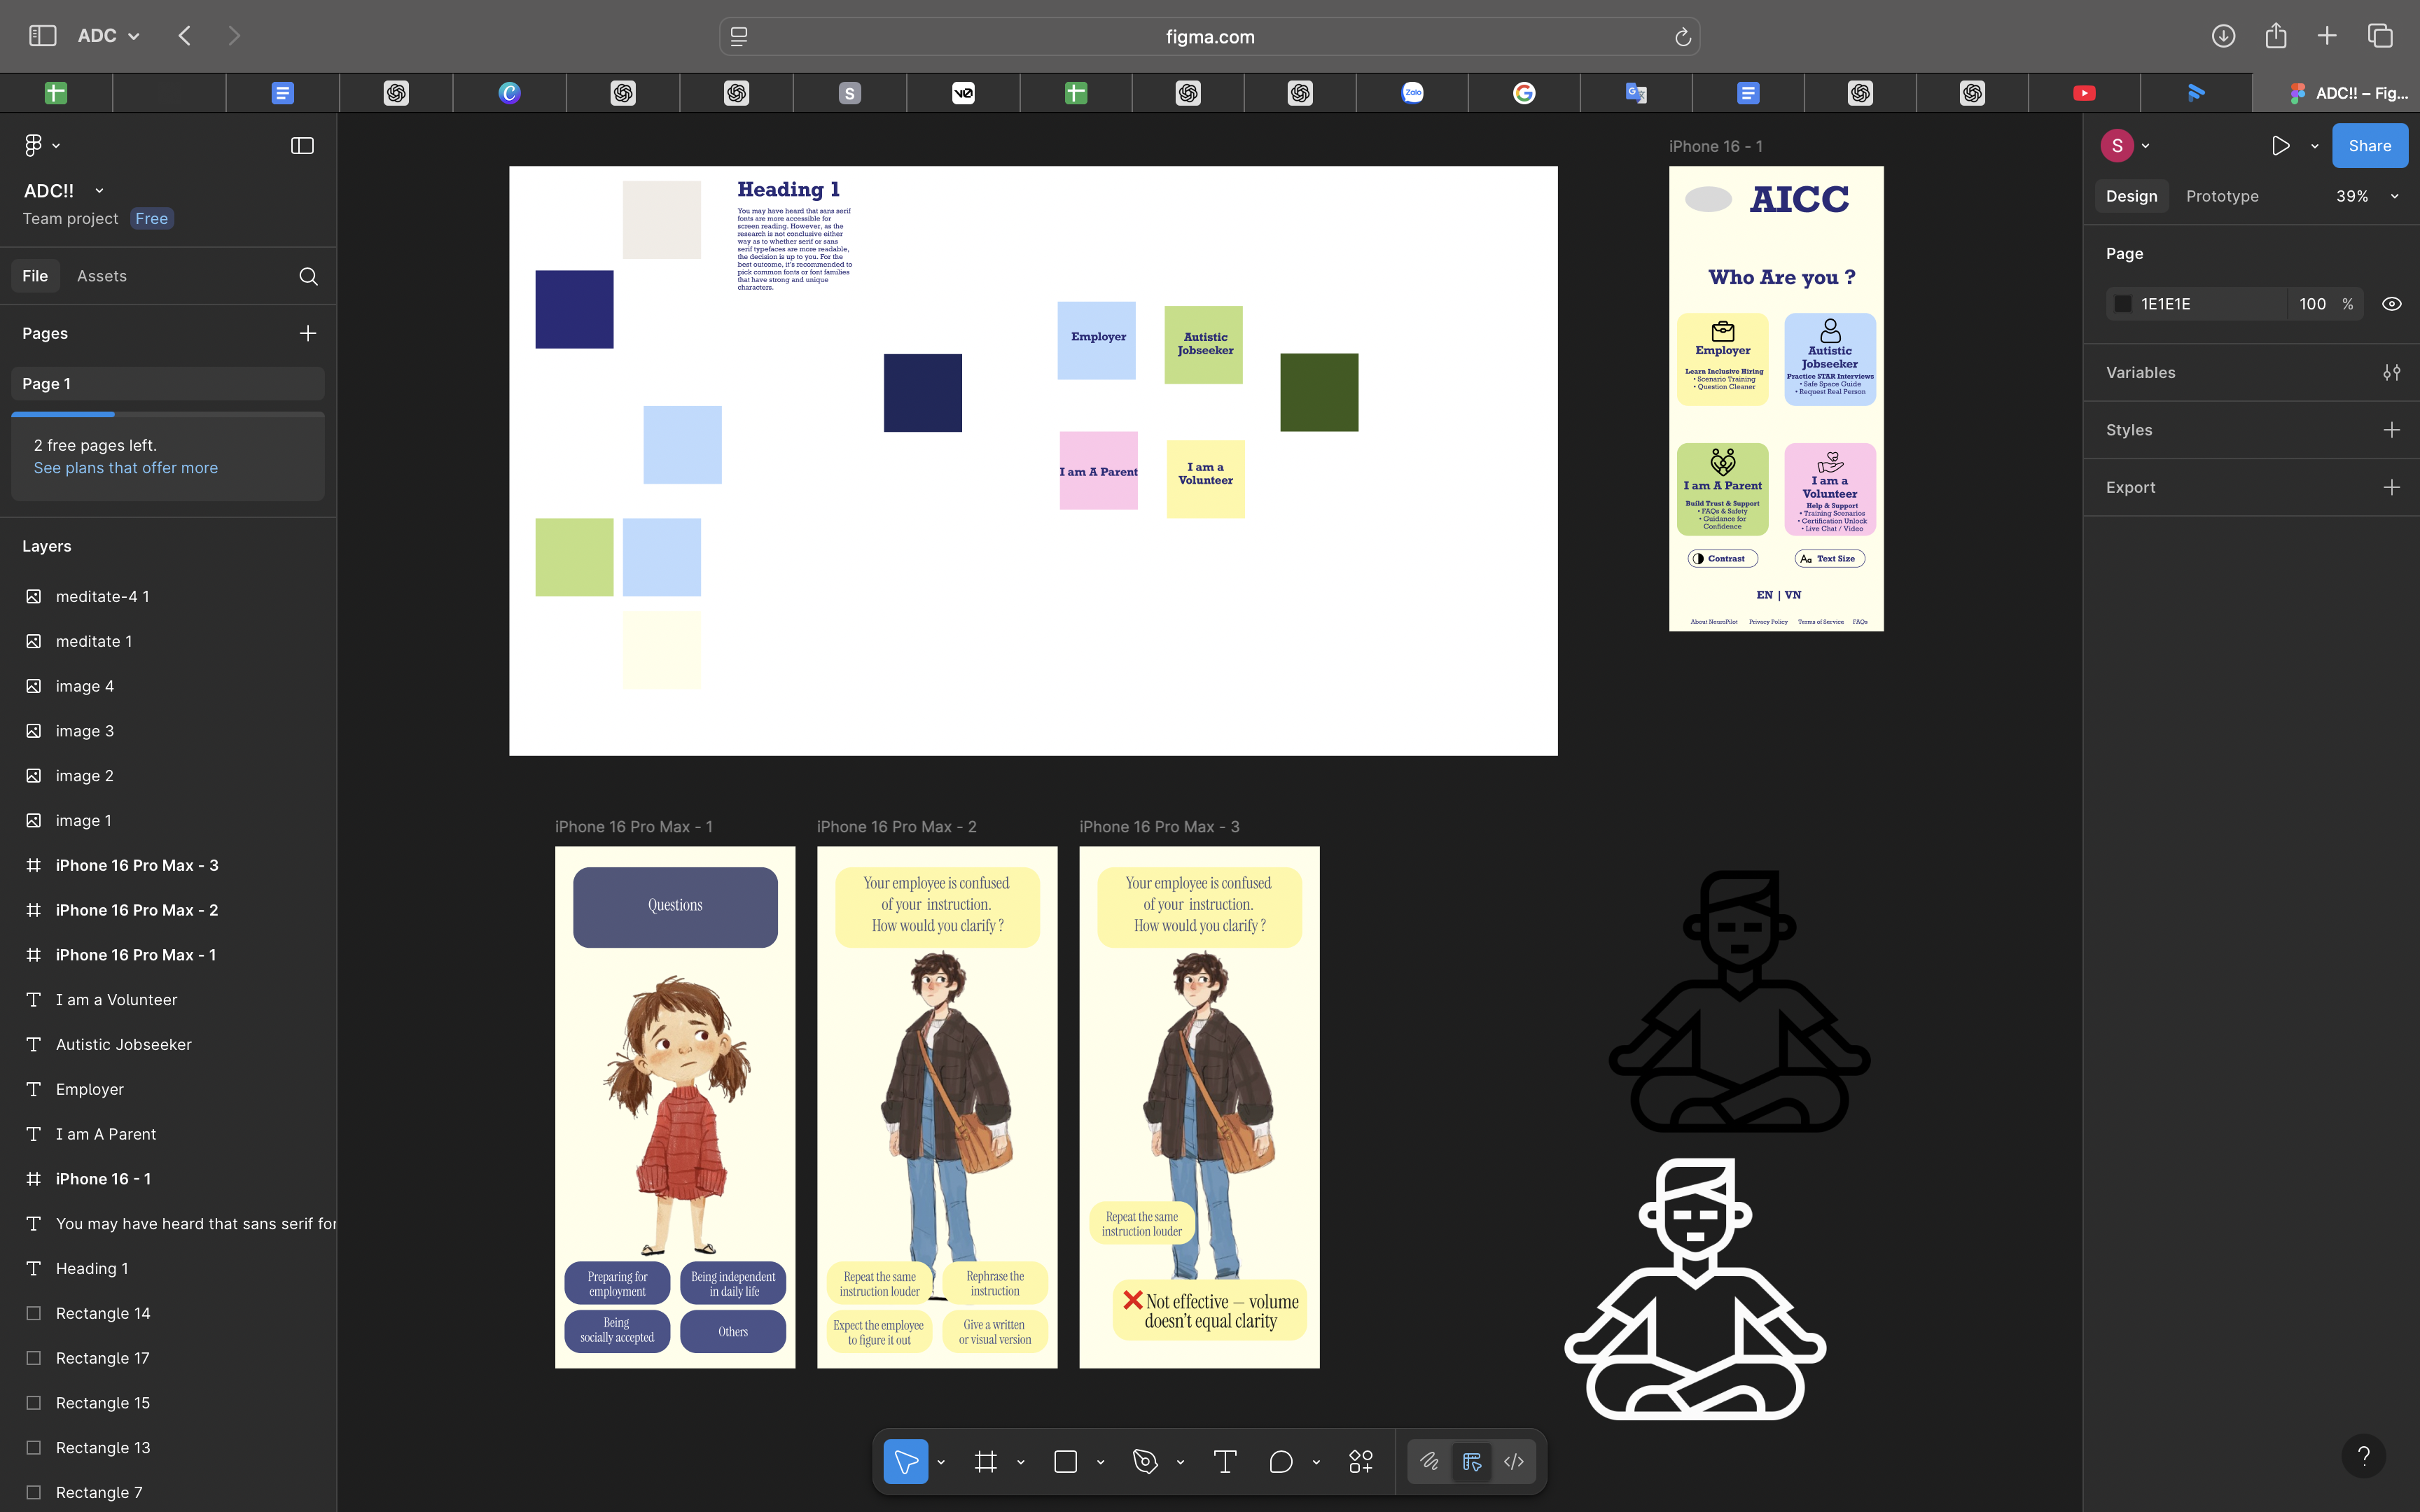 ADC
figma.com
S
v0
Zalo
ADC!! – Fig...
ADC!!
Team project Free
File Assets
Pages
Page 1
2 free pages left.
See plans that offer more
Layers
meditate-4 1
meditate 1
image 4
image 3
image 2
image 1
iPhone 16 Pro Max - 3
iPhone 16 Pro Max - 2
iPhone 16 Pro Max - 1
I am a Volunteer
Autistic Jobseeker
Employer
I am A Parent
iPhone 16 - 1
You may have heard that sans serif for
Heading 1
Rectangle 14
Rectangle 17
Rectangle 15
Rectangle 13
Rectangle 7
Heading 1
You may have heard that sans serif
fonts are more accessible for
screen reading. However, as the
research is not conclusive either
way as to whether serif or sans
serif typefaces are more readable,
the decision is up to you. For the
best outcome, it's recommended to
pick common fonts or font families
that have strong and unique
characters.
Employer
Autistic
Jobseeker
I am A Parent
I am a
Volunteer
iPhone 16 - 1
AICC
Who Are you ?
Employer
Learn Inclusive Hiring
• Scenario Training
• Question Cleaner
Autistic
Jobseeker
Practice STAR Interviews
• Safe Space Guide
• Request Real Person
I am A Parent
Build Trust & Support
• FAQs & Safety
• Guidance for
Confidence
I am a
Volunteer
Help & Support
• Training Scenarios
• Certification Unlock
• Live Chat / Video
Contrast
Aa Text Size
EN | VN
About NeuroPilot Privacy Policy Terms of Service FAQs
iPhone 16 Pro Max - 1
Questions
Preparing for
employment
Being independent
in daily life
Being
socially accepted
Others
iPhone 16 Pro Max - 2
Your employee is confused
of your instruction.
How would you clarify ?
Repeat the same
instruction louder
Rephrase the
instruction
Expect the employee
to figure it out
Give a written
or visual version
iPhone 16 Pro Max - 3
Your employee is confused
of your instruction.
How would you clarify ?
Repeat the same
instruction louder
❌ Not effective — volume
doesn't equal clarity
S
Share
Design Prototype 39%
Page
1E1E1E 100 %
Variables
Styles
Export
?